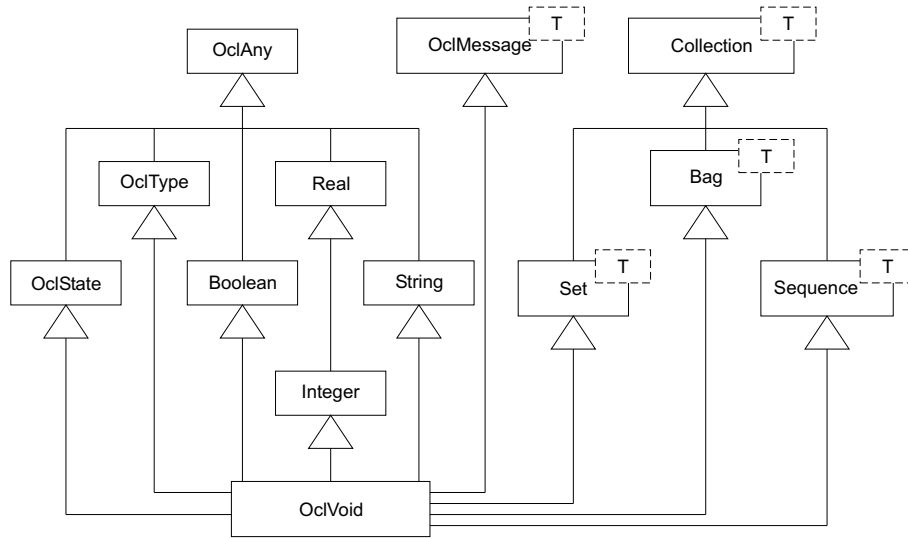 T
T
OclAny
OclMessage
Collection
T
OclType
Real
Bag
T
T
OclState
Boolean
String
Set
Sequence
Integer
OclVoid